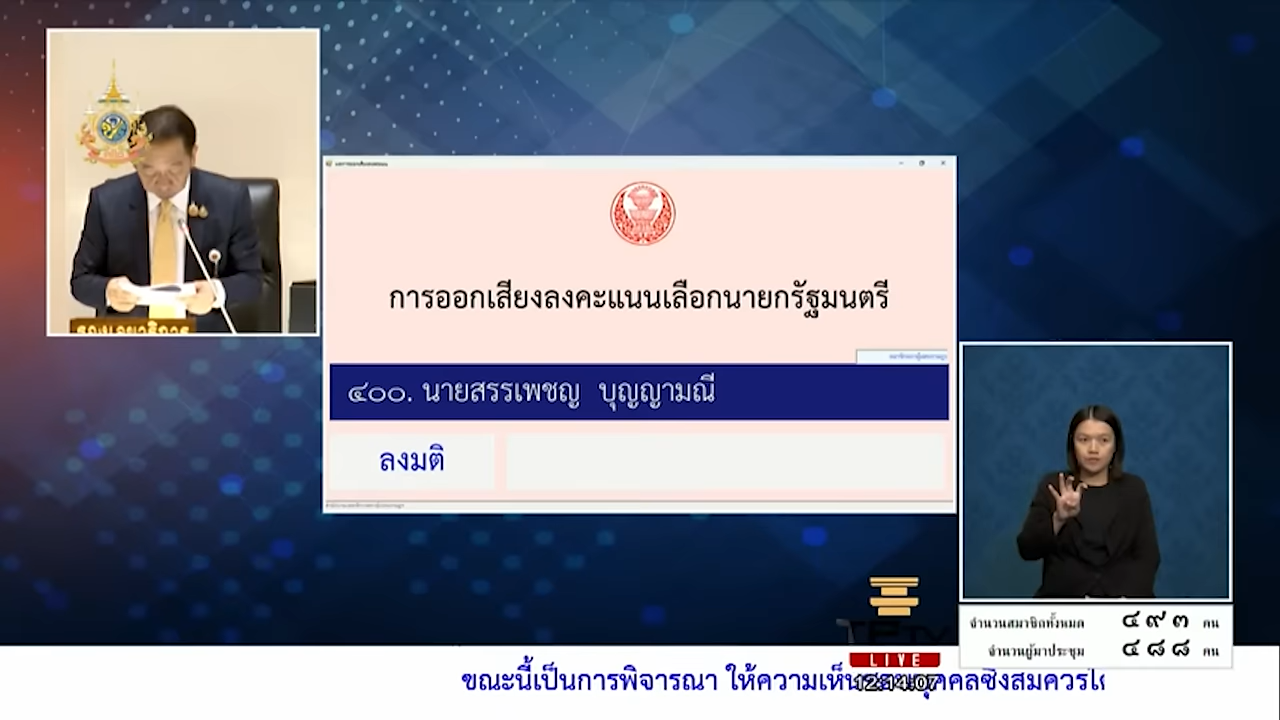 การออกเสียงลงคะแนนเลือกนายกรัฐมนตรี
๔๐๐. นายสรรเพชญ บุญญามณี
ลงมติ
จำนวนสมาชิกทั้งหมด ๔๙๓ คน
จำนวนผู้มาประชุม ๔๘๘ คน
LIVE
12:14:07
ขณะนี้เป็นการพิจารณา ให้ความเห็น